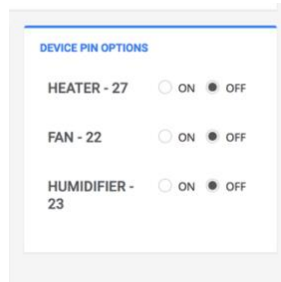 DEVICE PIN OPTIONS
HEATER - 27 ON OFF
FAN - 22 ON OFF
HUMIDIFIER - ON OFF
23